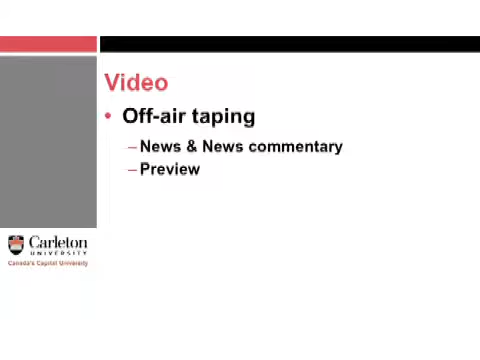 Video
• Off-air taping
– News & News commentary
– Preview
Carleton
UNIVERSITY
Canada's Capital University